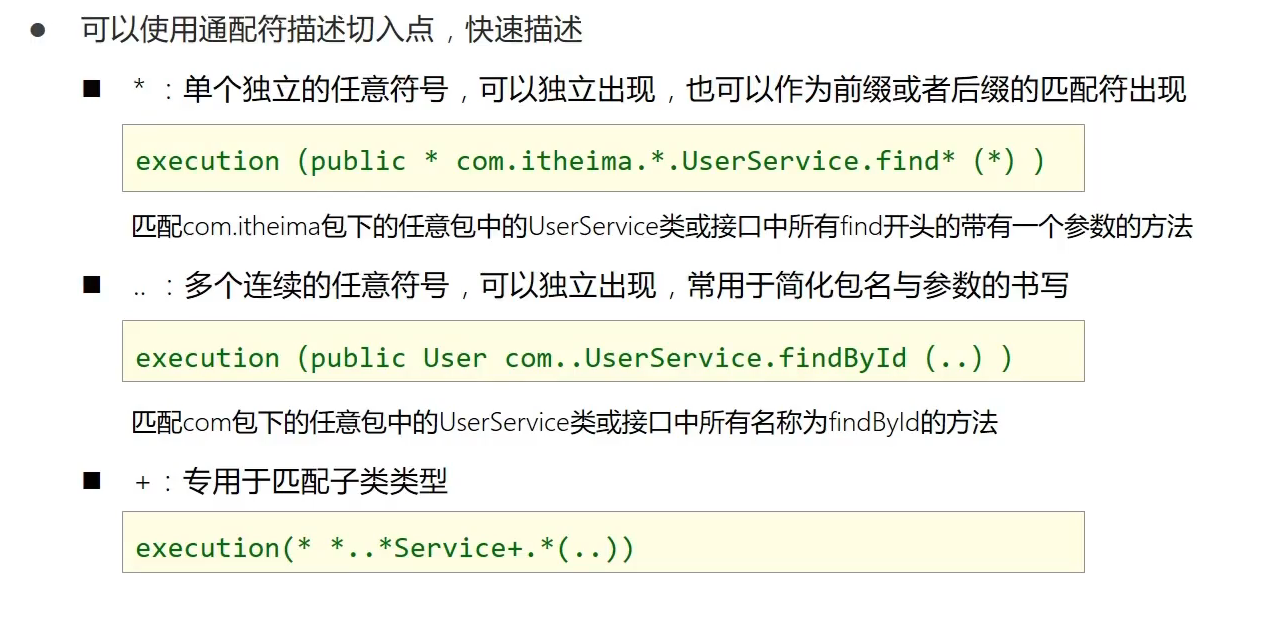 ● 可以使用通配符描述切入点，快速描述
■ * ：单个独立的任意符号，可以独立出现，也可以作为前缀或者后缀的匹配符出现
execution (public * com.itheima.*.UserService.find* (*) )
匹配com.itheima包下的任意包中的UserService类或接口中所有find开头的带有一个参数的方法
■ .. ：多个连续的任意符号，可以独立出现，常用于简化包名与参数的书写
execution (public User com..UserService.findById (..) )
匹配com包下的任意包中的UserService类或接口中所有名称为findById的方法
■ + ：专用于匹配子类类型
execution(* *..*Service+.*(..))